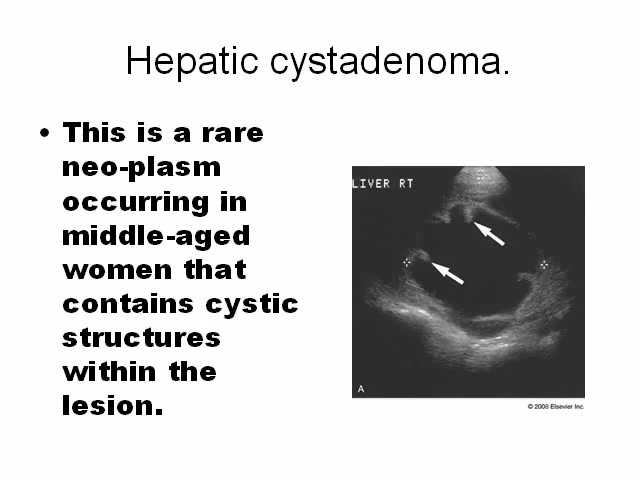 Hepatic cystadenoma.
• This is a rare
neo-plasm
occurring in
middle-aged
women that
contains cystic
structures
within the
lesion.
LIVER RT
A
© 2008 Elsevier Inc.